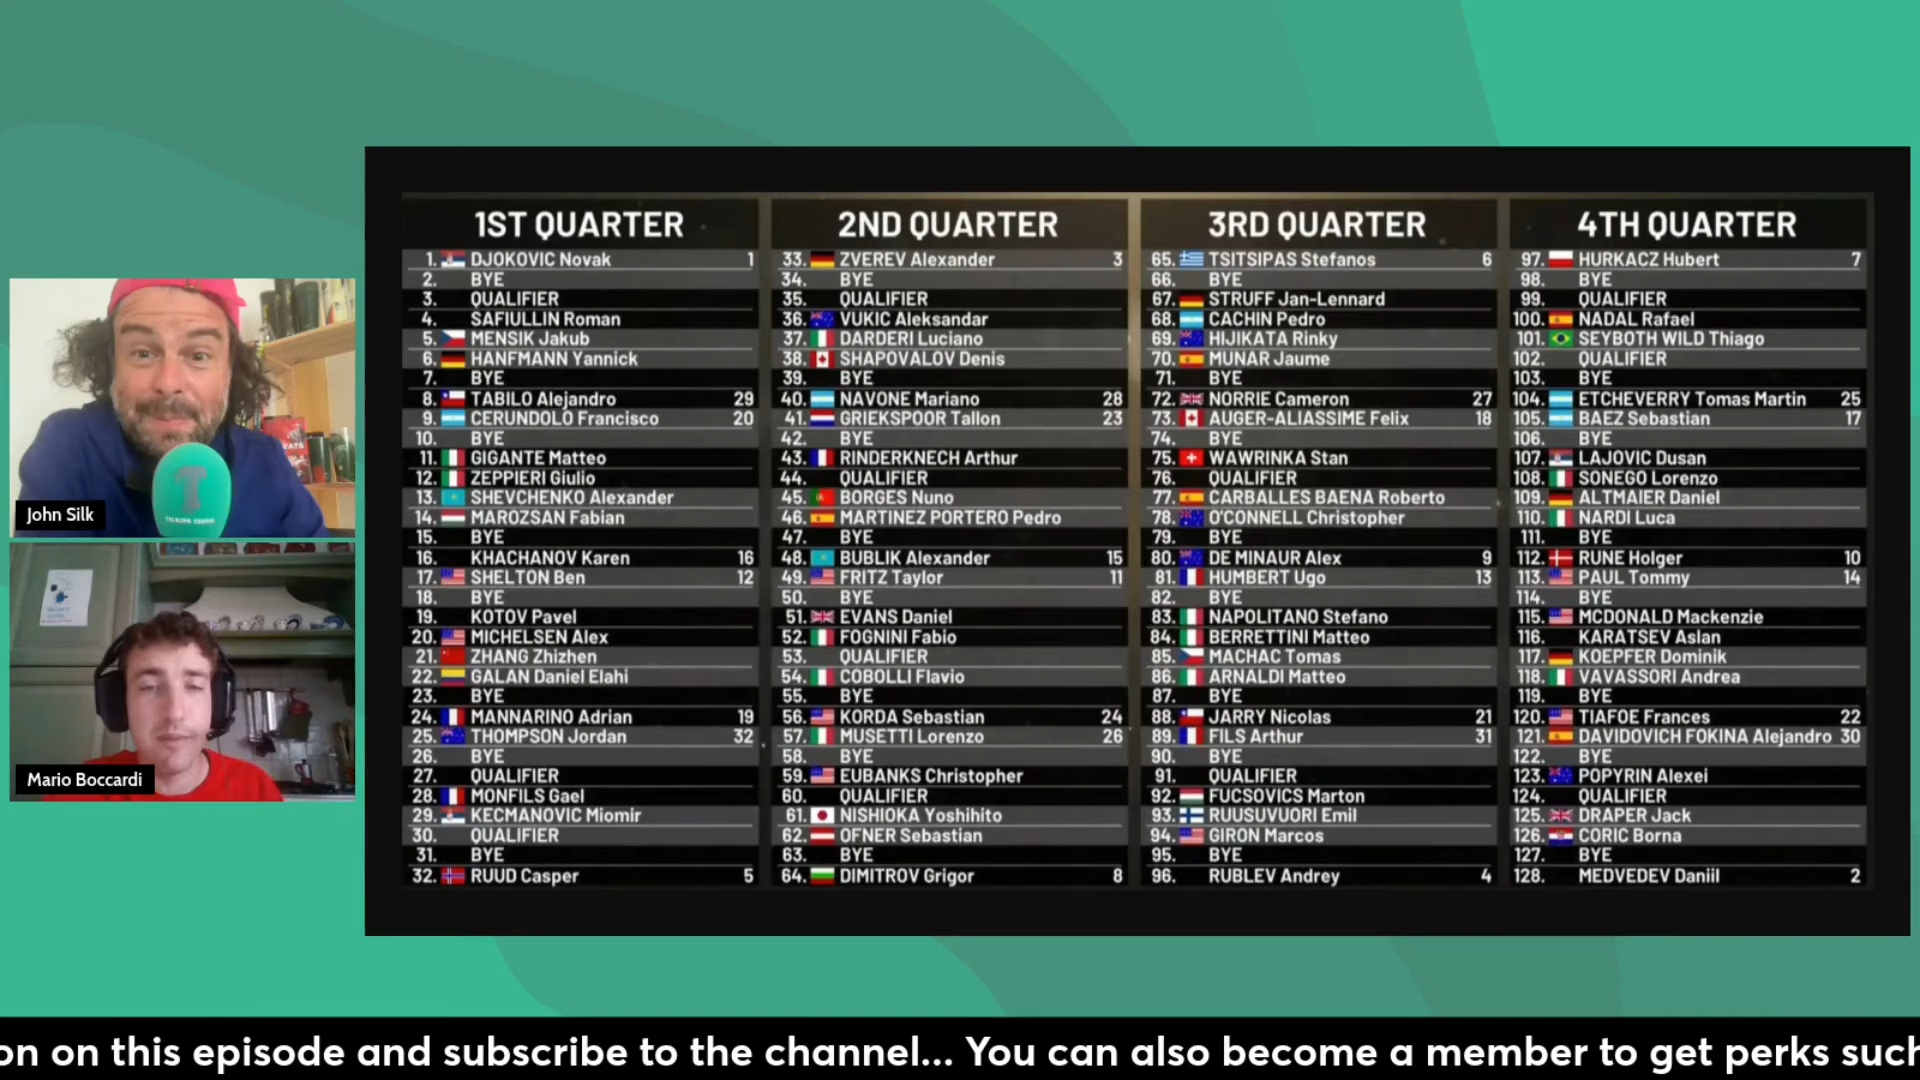 1ST QUARTER
1. DJOKOVIC Novak 1
2. BYE
3. QUALIFIER
4. SAFIULLIN Roman
5. MENSIK Jakub
6. HANFMANN Yannick
7. BYE
8. TABILO Alejandro 29
9. CERUNDOLO Francisco 20
10. BYE
11. GIGANTE Matteo
12. ZEPPIERI Giulio
13. SHEVCHENKO Alexander
14. MAROZSAN Fabian
15. BYE
16. KHACHANOV Karen 16
17. SHELTON Ben 12
18. BYE
19. KOTOV Pavel
20. MICHELSEN Alex
21. ZHANG Zhizhen
22. GALAN Daniel Elahi
23. BYE
24. MANNARINO Adrian 19
25. THOMPSON Jordan 32
26. BYE
27. QUALIFIER
28. MONFILS Gael
29. KECMANOVIC Miomir
30. QUALIFIER
31. BYE
32. RUUD Casper 5
2ND QUARTER
33. ZVEREV Alexander 3
34. BYE
35. QUALIFIER
36. VUKIC Aleksandar
37. DARDERI Luciano
38. SHAPOVALOV Denis
39. BYE
40. NAVONE Mariano 28
41. GRIEKSPOOR Tallon 23
42. BYE
43. RINDERKNECH Arthur
44. QUALIFIER
45. BORGES Nuno
46. MARTINEZ PORTERO Pedro
47. BYE
48. BUBLIK Alexander 15
49. FRITZ Taylor 11
50. BYE
51. EVANS Daniel
52. FOGNINI Fabio
53. QUALIFIER
54. COBOLLI Flavio
55. BYE
56. KORDA Sebastian 24
57. MUSETTI Lorenzo 26
58. BYE
59. EUBANKS Christopher
60. QUALIFIER
61. NISHIOKA Yoshihito
62. OFNER Sebastian
63. BYE
64. DIMITROV Grigor 8
3RD QUARTER
65. TSITSIPAS Stefanos 6
66. BYE
67. STRUFF Jan-Lennard
68. CACHIN Pedro
69. HIJIKATA Rinky
70. MUNAR Jaume
71. BYE
72. NORRIE Cameron 27
73. AUGER-ALIASSIME Felix 18
74. BYE
75. WAWRINKA Stan
76. QUALIFIER
77. CARBALLES BAENA Roberto
78. O'CONNELL Christopher
79. BYE
80. DE MINAUR Alex 9
81. HUMBERT Ugo 13
82. BYE
83. NAPOLITANO Stefano
84. BERRETTINI Matteo
85. MACHAC Tomas
86. ARNALDI Matteo
87. BYE
88. JARRY Nicolas 21
89. FILS Arthur 31
90. BYE
91. QUALIFIER
92. FUCSOVICS Marton
93. RUUSUVUORI Emil
94. GIRON Marcos
95. BYE
96. RUBLEV Andrey 4
4TH QUARTER
97. HURKACZ Hubert 7
98. BYE
99. QUALIFIER
100. NADAL Rafael
101. SEYBOTH WILD Thiago
102. QUALIFIER
103. BYE
104. ETCHEVERRY Tomas Martin 25
105. BAEZ Sebastian 17
106. BYE
107. LAJOVIC Dusan
108. SONEGO Lorenzo
109. ALTMAIER Daniel
110. NARDI Luca
111. BYE
112. RUNE Holger 10
113. PAUL Tommy 14
114. BYE
115. MCDONALD Mackenzie
116. KARATSEV Aslan
117. KOEPFER Dominik
118. VAVASSORI Andrea
119. BYE
120. TIAFOE Frances 22
121. DAVIDOVICH FOKINA Alejandro 30
122. BYE
123. POPYRIN Alexei
124. QUALIFIER
125. DRAPER Jack
126. CORIC Borna
127. BYE
128. MEDVEDEV Daniil 2
John Silk
TALKING TENNIS
Mario Boccardi
on on this episode and subscribe to the channel... You can also become a member to get perks such